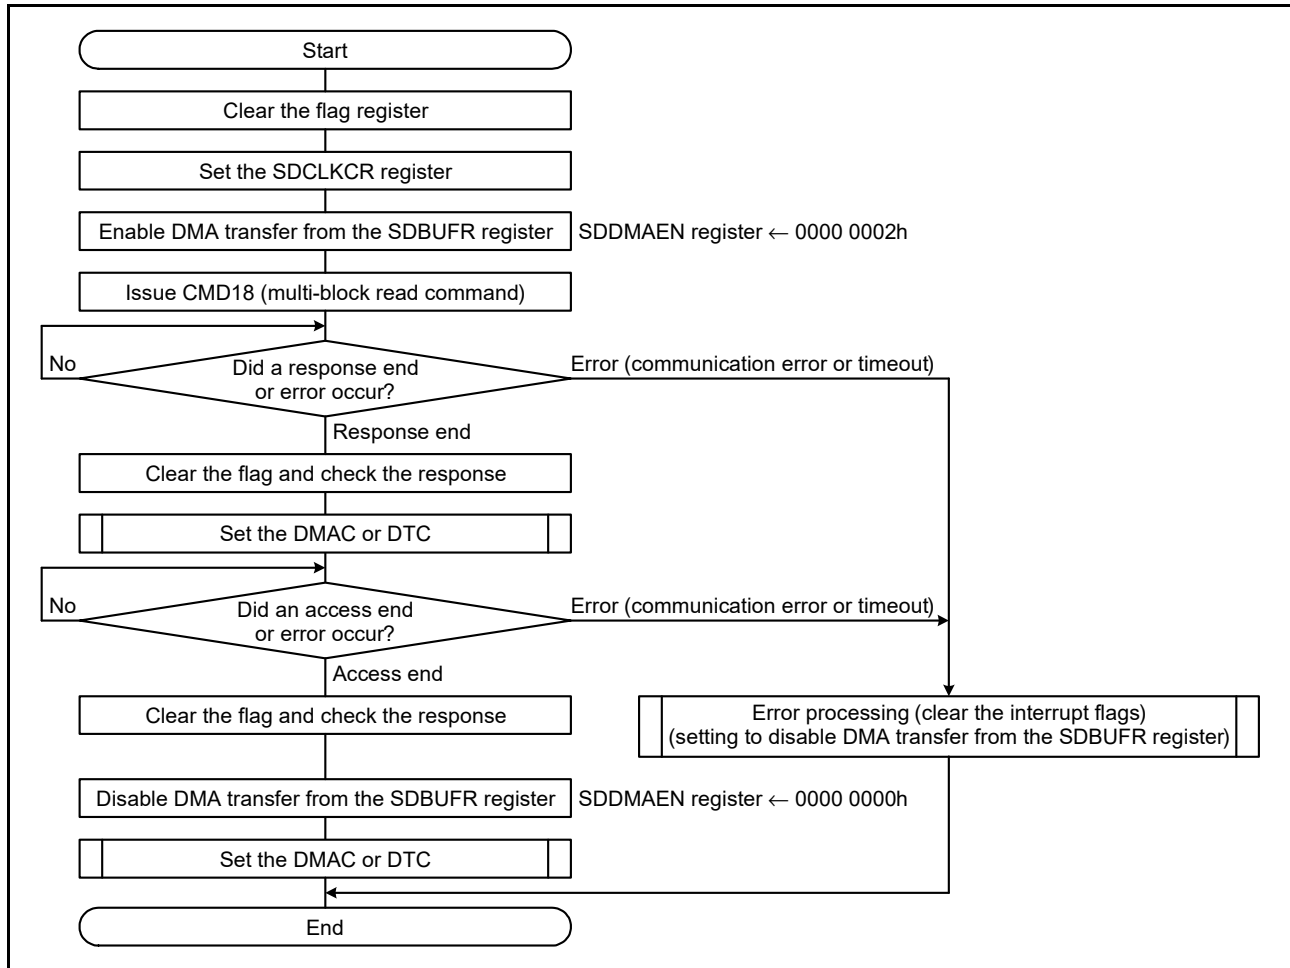 Start
Clear the flag register
Set the SDCLKCR register
Enable DMA transfer from the SDBUFR register
SDDMAEN register ← 0000 0002h
Issue CMD18 (multi-block read command)
No
Did a response end
or error occur?
Error (communication error or timeout)
Response end
Clear the flag and check the response
Set the DMAC or DTC
No
Did an access end
or error occur?
Error (communication error or timeout)
Access end
Clear the flag and check the response
Error processing (clear the interrupt flags)
(setting to disable DMA transfer from the SDBUFR register)
Disable DMA transfer from the SDBUFR register
SDDMAEN register ← 0000 0000h
Set the DMAC or DTC
End